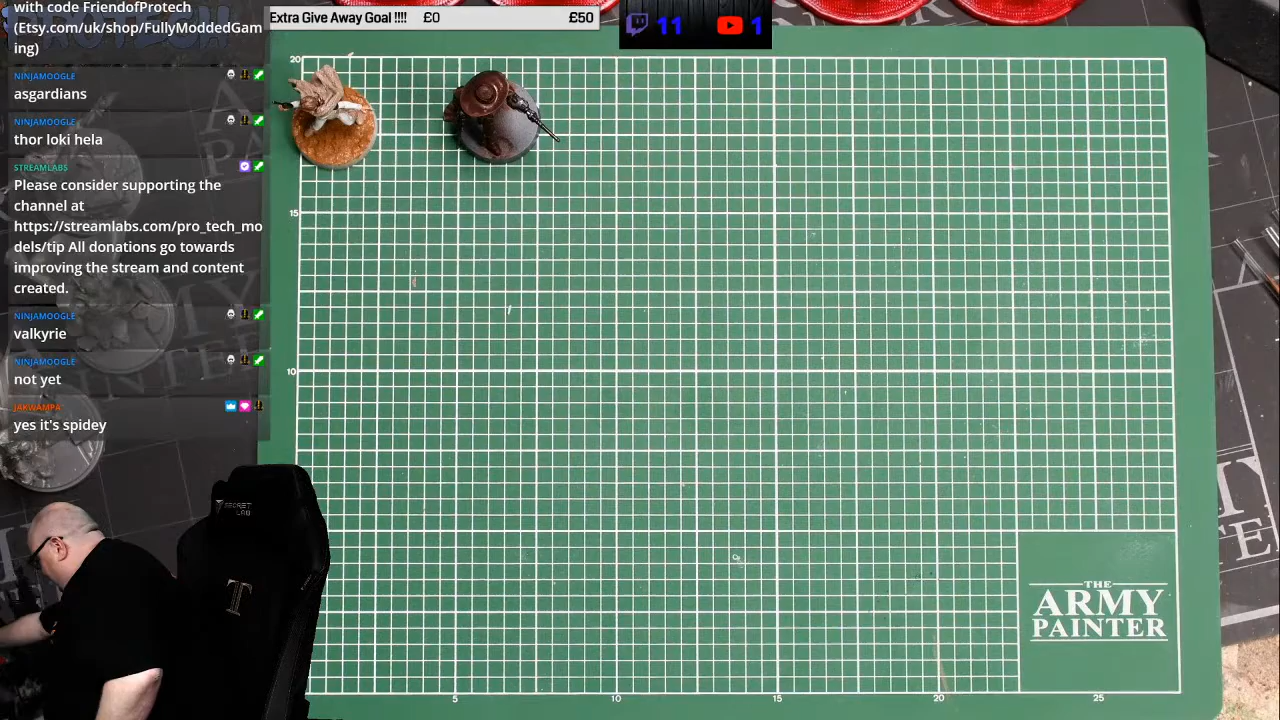 with code FriendofProtech
(Etsy.com/uk/shop/FullyModdedGam
ing)
NINJAMOOGLE
asgardians
NINJAMOOGLE
thor loki hela
STREAMLABS
Please consider supporting the
channel at
https://streamlabs.com/pro_tech_mo
dels/tip All donations go towards
improving the stream and content
created.
NINJAMOOGLE
valkyrie
NINJAMOOGLE
not yet
JAKWAMPA
yes it's spidey
Extra Give Away Goal !!!! £0 £50
11 1
20
15
10
5 10 15 20 25
THE
ARMY
PAINTER
SECRET
LAB